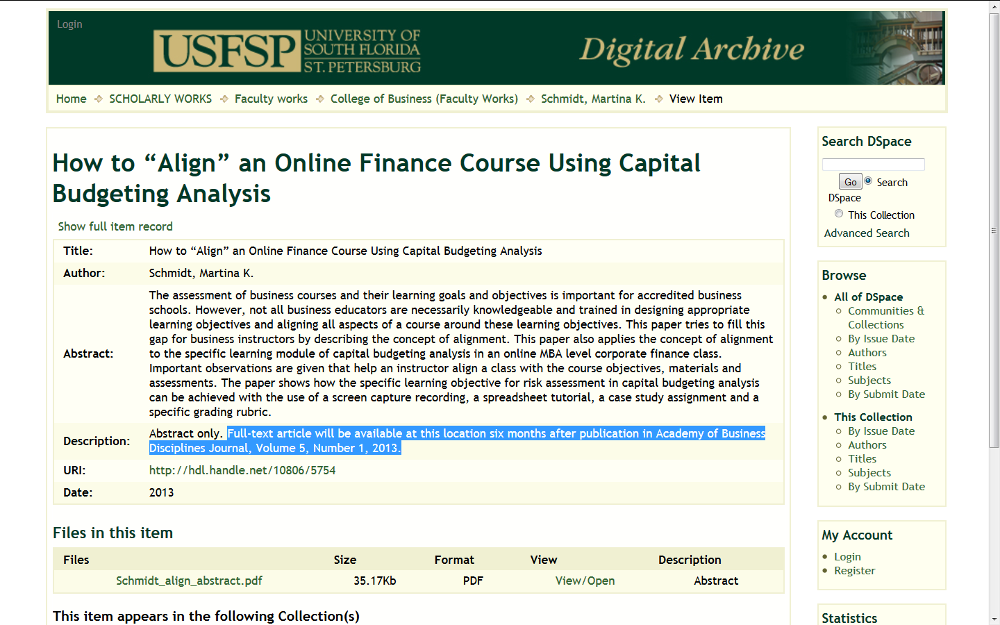 Login
USFSP
UNIVERSITY OF
SOUTH FLORIDA
ST. PETERSBURG
Digital Archive
Home SCHOLARLY WORKS Faculty works College of Business (Faculty Works) Schmidt, Martina K. View Item
How to “Align” an Online Finance Course Using Capital
Budgeting Analysis
Show full item record
Title: How to “Align” an Online Finance Course Using Capital Budgeting Analysis
Author: Schmidt, Martina K.
Abstract: The assessment of business courses and their learning goals and objectives is important for accredited business
schools. However, not all business educators are necessarily knowledgeable and trained in designing appropriate
learning objectives and aligning all aspects of a course around these learning objectives. This paper tries to fill this
gap for business instructors by describing the concept of alignment. This paper also applies the concept of alignment
to the specific learning module of capital budgeting analysis in an online MBA level corporate finance class.
Important observations are given that help an instructor align a class with the course objectives, materials and
assessments. The paper shows how the specific learning objective for risk assessment in capital budgeting analysis
can be achieved with the use of a screen capture recording, a spreadsheet tutorial, a case study assignment and a
specific grading rubric.
Description: Abstract only. Full-text article will be available at this location six months after publication in Academy of Business
Disciplines Journal, Volume 5, Number 1, 2013.
URI: http://hdl.handle.net/10806/5754
Date: 2013
Files in this item
Files Size Format View Description
Schmidt_align_abstract.pdf 35.17Kb PDF View/Open Abstract
This item appears in the following Collection(s)
Search DSpace
Go Search
DSpace
This Collection
Advanced Search
Browse
All of DSpace
Communities &
Collections
By Issue Date
Authors
Titles
Subjects
By Submit Date
This Collection
By Issue Date
Authors
Titles
Subjects
By Submit Date
My Account
Login
Register
Statistics